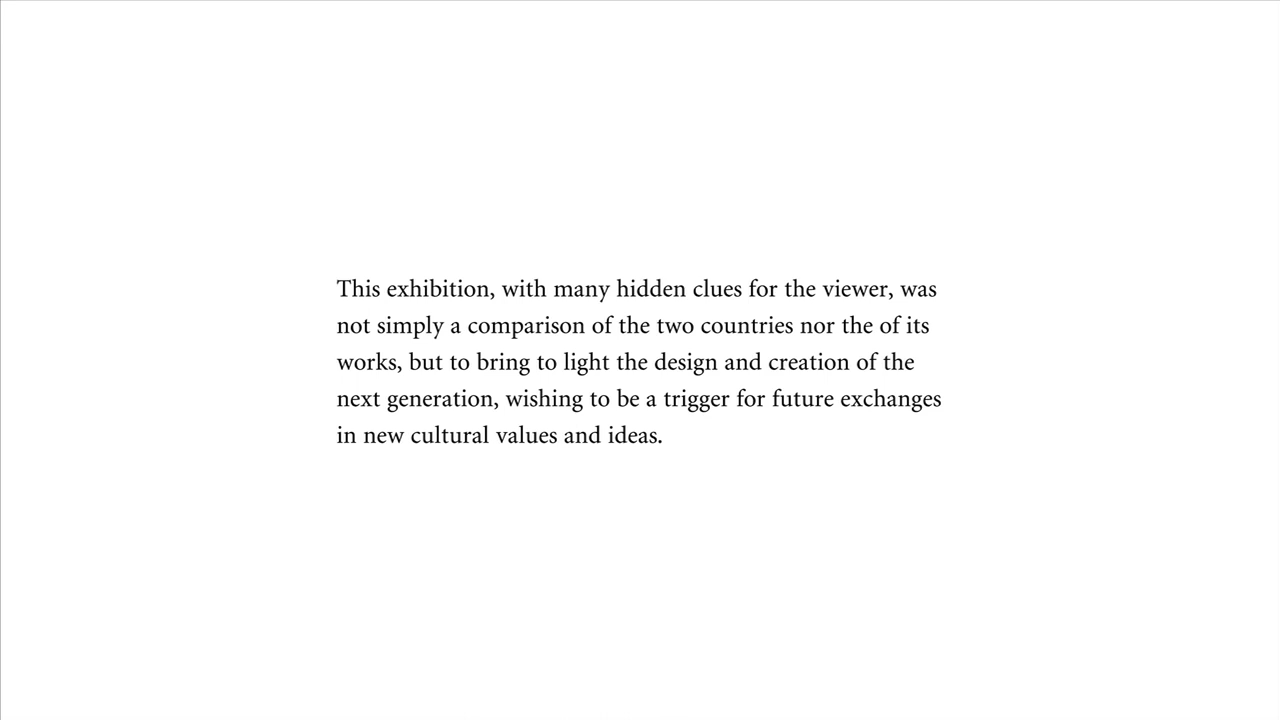 This exhibition, with many hidden clues for the viewer, was
not simply a comparison of the two countries nor the of its
works, but to bring to light the design and creation of the
next generation, wishing to be a trigger for future exchanges
in new cultural values and ideas.